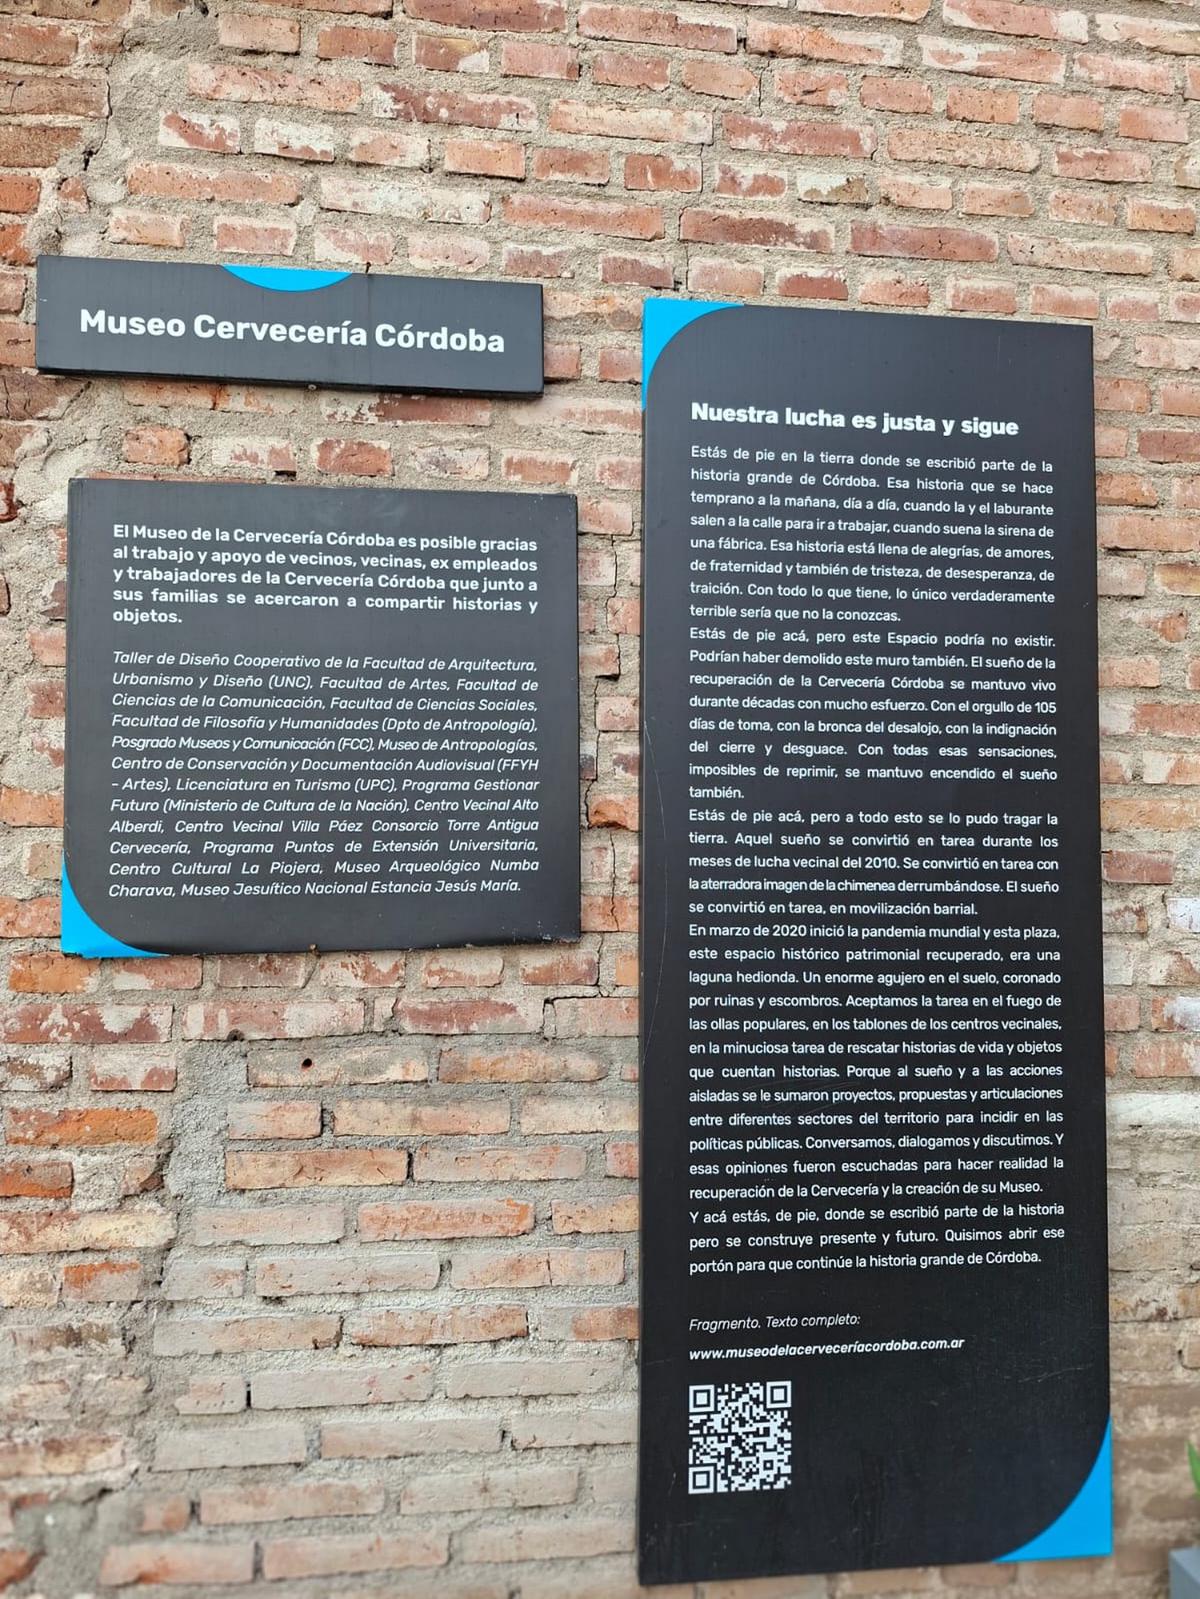 Museo Cervecería Córdoba
El Museo de la Cervecería Córdoba es posible gracias
al trabajo y apoyo de vecinos, vecinas, ex empleados
y trabajadores de la Cervecería Córdoba que junto a
sus familias se acercaron a compartir historias y
objetos.
Taller de Diseño Cooperativo de la Facultad de Arquitectura,
Urbanismo y Diseño (UNC), Facultad de Artes, Facultad de
Ciencias de la Comunicación, Facultad de Ciencias Sociales,
Facultad de Filosofía y Humanidades (Dpto de Antropología),
Posgrado Museos y Comunicación (FCC), Museo de Antropologías,
Centro de Conservación y Documentación Audiovisual (FFYH
– Artes), Licenciatura en Turismo (UPC), Programa Gestionar
Futuro (Ministerio de Cultura de la Nación), Centro Vecinal Alto
Alberdi, Centro Vecinal Villa Páez Consorcio Torre Antigua
Cervecería, Programa Puntos de Extensión Universitaria,
Centro Cultural La Piojera, Museo Arqueológico Numba
Charava, Museo Jesuítico Nacional Estancia Jesús María.
Nuestra lucha es justa y sigue
Estás de pie en la tierra donde se escribió parte de la
historia grande de Córdoba. Esa historia que se hace
temprano a la mañana, día a día, cuando la y el laburante
salen a la calle para ir a trabajar, cuando suena la sirena de
una fábrica. Esa historia está llena de alegrías, de amores,
de fraternidad y también de tristeza, de desesperanza, de
traición. Con todo lo que tiene, lo único verdaderamente
terrible sería que no la conozcas.
Estás de pie acá, pero este Espacio podría no existir.
Podrían haber demolido este muro también. El sueño de la
recuperación de la Cervecería Córdoba se mantuvo vivo
durante décadas con mucho esfuerzo. Con el orgullo de 105
días de toma, con la bronca del desalojo, con la indignación
del cierre y desguace. Con todas esas sensaciones,
imposibles de reprimir, se mantuvo encendido el sueño
también.
Estás de pie acá, pero a todo esto se lo pudo tragar la
tierra. Aquel sueño se convirtió en tarea durante los
meses de lucha vecinal del 2010. Se convirtió en tarea con
la aterradora imagen de la chimenea derrumbándose. El sueño
se convirtió en tarea, en movilización barrial.
En marzo de 2020 inició la pandemia mundial y esta plaza,
este espacio histórico patrimonial recuperado, era una
laguna hedionda. Un enorme agujero en el suelo, coronado
por ruinas y escombros. Aceptamos la tarea en el fuego de
las ollas populares, en los tablones de los centros vecinales,
en la minuciosa tarea de rescatar historias de vida y objetos
que cuentan historias. Porque al sueño y a las acciones
aisladas se le sumaron proyectos, propuestas y articulaciones
entre diferentes sectores del territorio para incidir en las
políticas públicas. Conversamos, dialogamos y discutimos. Y
esas opiniones fueron escuchadas para hacer realidad la
recuperación de la Cervecería y la creación de su Museo.
Y acá estás, de pie, donde se escribió parte de la historia
pero se construye presente y futuro. Quisimos abrir ese
portón para que continúe la historia grande de Córdoba.
Fragmento. Texto completo:
www.museodelacerveceríacordoba.com.ar